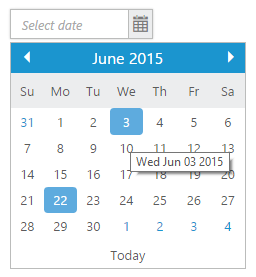 Select date
June 2015
Su Mo Tu We Th Fr Sa
31 1 2 3 4 5 6
7 8 9 10 11 12 13
Wed Jun 03 2015
14 15 16 17 18 19 20
21 22 23 24 25 26 27
28 29 30 1 2 3 4
Today